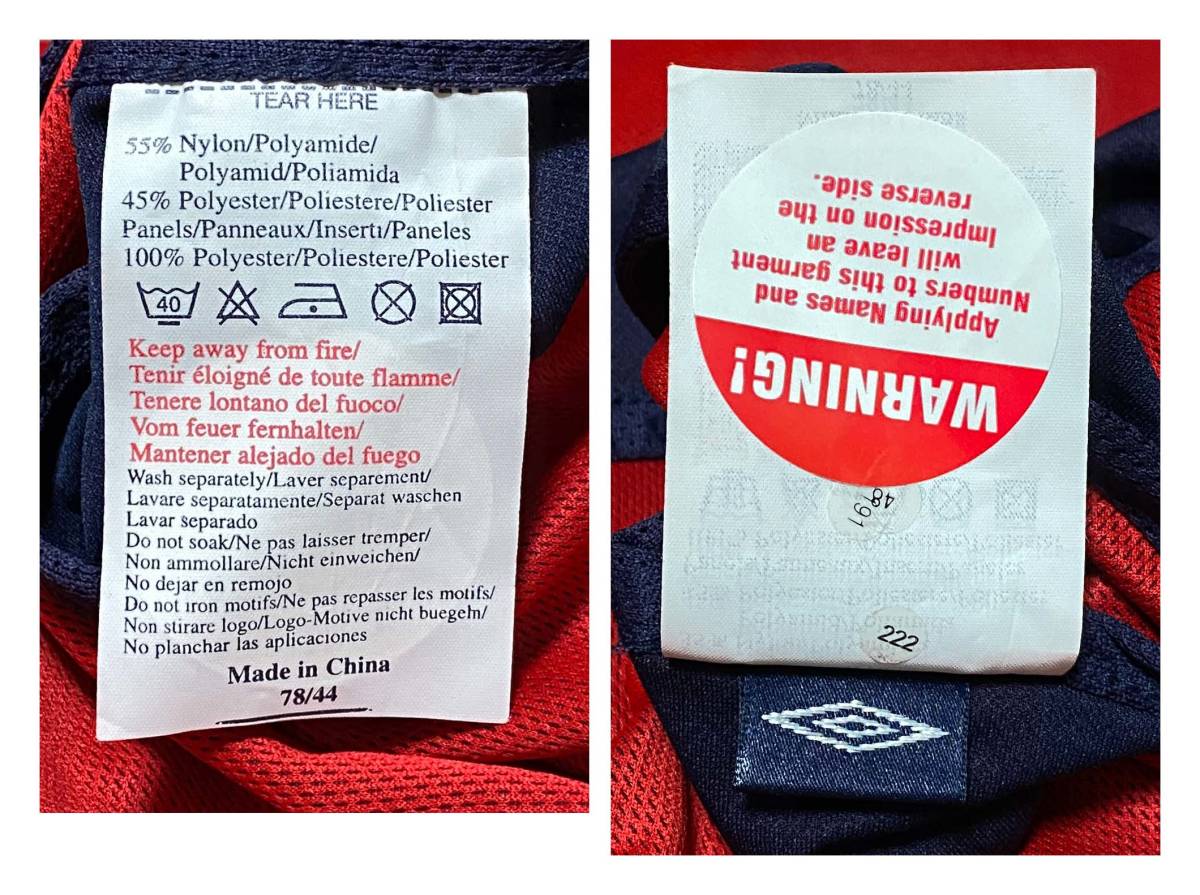 TEAR HERE
55% Nylon/Polyamide/
Polyamid/Poliamida
45% Polyester/Poliestere/Poliester
Panels/Panneaux/Inserti/Paneles
100% Polyester/Poliestere/Poliester
40
Keep away from fire/
Tenir éloigné de toute flamme/
Tenere lontano del fuoco/
Vom feuer fernhalten/
Mantener alejado del fuego
Wash separately/Laver scparement/
Lavare separatamente/Separat waschen
Lavar separado
Do not soak/Ne pas laisser tremper/
Non ammollare/Nicht einweichen/
No dejar en remojo
Do not iron motifs/Ne pas repasser les motifs/
Non stirare logo/Logo-Motive nicht buegeln/
No planchar las aplicaciones
Made in China
78/44
WARNING!
Applying Names and
Numbers to this garment
will leave an
Impression on the
reverse side.
222